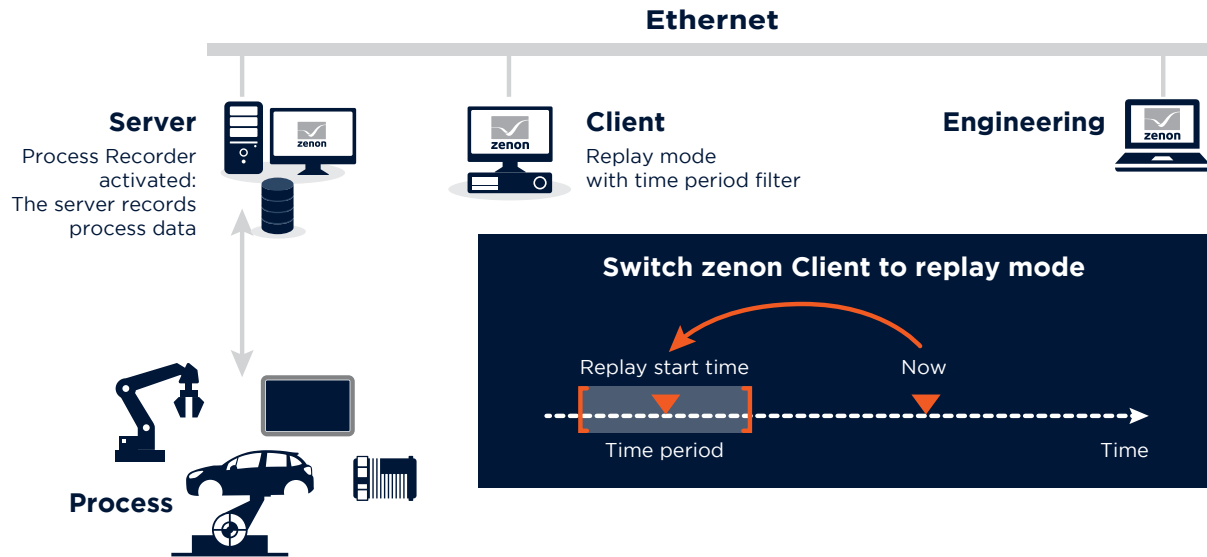 Ethernet
Server
Process Recorder
activated:
The server records
process data
zenon
zenon
Client
Replay mode
with time period filter
Engineering
zenon
Switch zenon Client to replay mode
Replay start time
Now
Time period
Time
Process